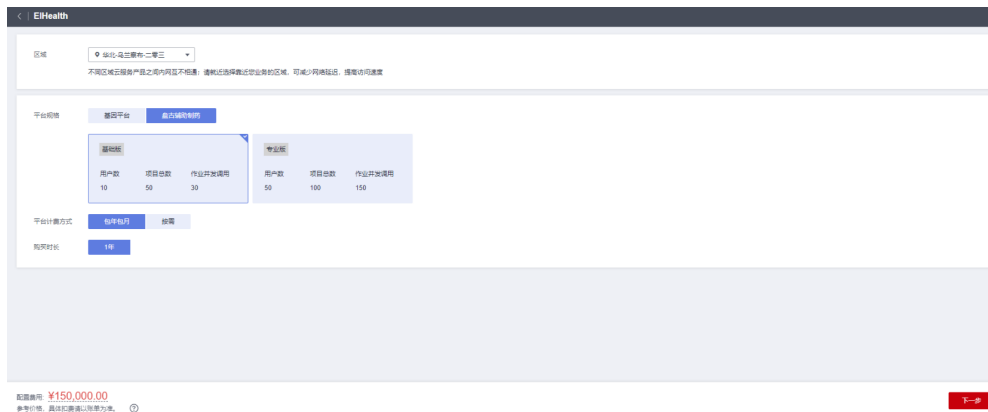 EIHealth
区域
华北-乌兰察布-二零三
不同区域云服务产品之间内网互不相通；请就近选择靠近您业务的区域，可减少网络延迟，提高访问速度
平台规格
基因平台 盘古辅助制药
基础版 专业版
用户数 项目总数 作业并发调用 用户数 项目总数 作业并发调用
10 50 30 50 100 150
平台计费方式
包年包月 按需
购买时长
1年
配置费用: ¥150,000.00
参考价格，具体扣费请以账单为准。
下一步